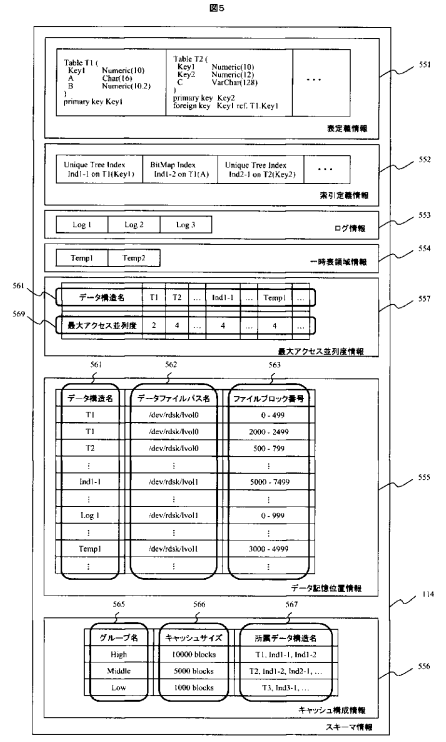 図5
Table T1 (
Key1 Numeric(10)
A Char(16)
B Numeric(10.2)
)
primary key Key1
Table T2 (
Key1 Numeric(10)
Key2 Numeric(12)
C VarChar(128)
)
primary key Key2
foreign key Key1 ref. T1.Key1
...
551
表定義情報
Unique Tree Index
Ind1-1 on T1(Key1)
BitMap Index
Ind1-2 on T1(A)
Unique Tree Index
Ind2-1 on T2(Key2)
...
552
索引定義情報
Log 1 Log 2 Log 3
553
ログ情報
Temp1 Temp2
554
一時表領域情報
561
データ構造名 T1 T2 ... Ind1-1 ... Temp1 ...
557
569
最大アクセス並列度 2 4 ... 4 ... 4 ...
最大アクセス並列度情報
561 562 563
データ構造名 データファイルパス名 ファイルブロック番号
T1 /dev/rdsk/lvol0 0 - 499
T1 /dev/rdsk/lvol0 2000 - 2499
T2 /dev/rdsk/lvol0 500 - 799
⋮ ⋮ ⋮
Ind1-1 /dev/rdsk/lvol1 5000 - 7499
555
⋮ ⋮ ⋮
Log 1 /dev/rdsk/lvol1 0 - 999
⋮ ⋮ ⋮
Temp1 /dev/rdsk/lvol1 3000 - 4999
⋮ ⋮ ⋮
データ記憶位置情報
114
565 566 567
グループ名 キャッシュサイズ 所属データ構造名
High 10000 blocks T1, Ind1-1, Ind1-2
Middle 5000 blocks T2, Ind1-2, Ind2-1, ...
556
Low 1000 blocks T3, Ind3-1, ...
キャッシュ構成情報
スキーマ情報